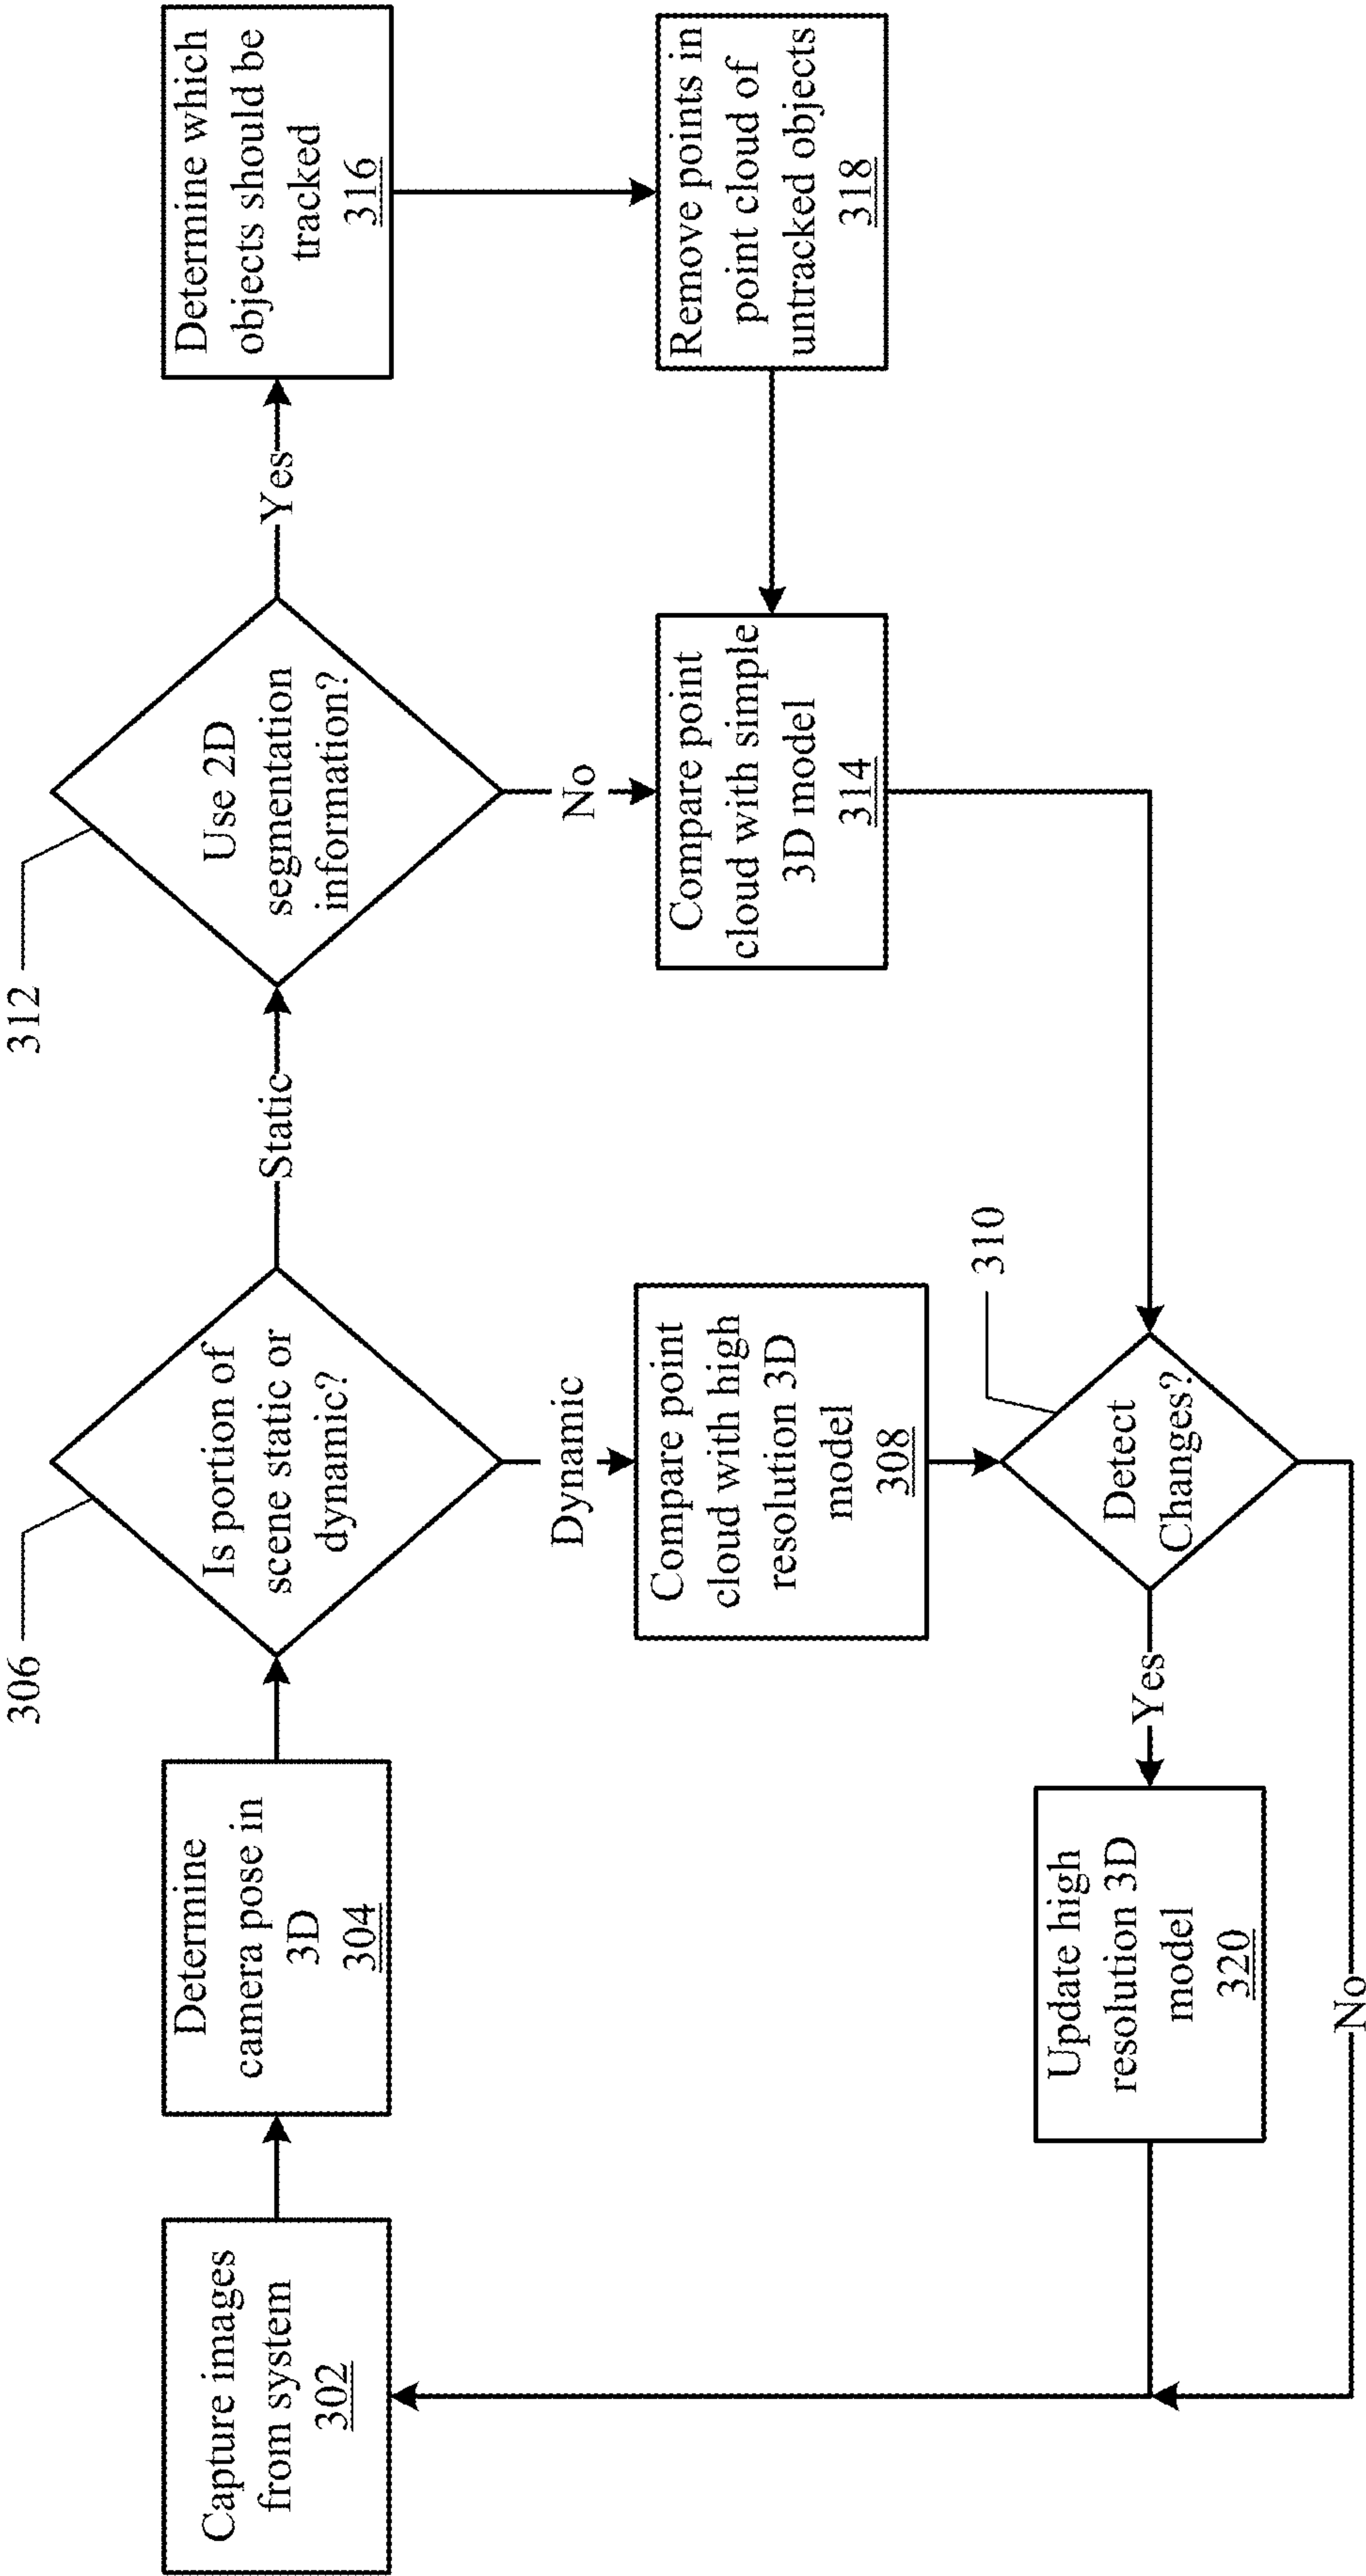 Capture images
from system
302
Determine
camera pose in
3D
304
306
Is portion of
scene static or
dynamic?
Static
312
Use 2D
segmentation
information?
Yes
Determine which
objects should be
tracked
316
Dynamic
Compare point
cloud with high
resolution 3D
model
308
No
Compare point
cloud with simple
3D model
314
Remove points in
point cloud of
untracked objects
318
310
Detect
Changes?
Yes
Update high
resolution 3D
model
320
No